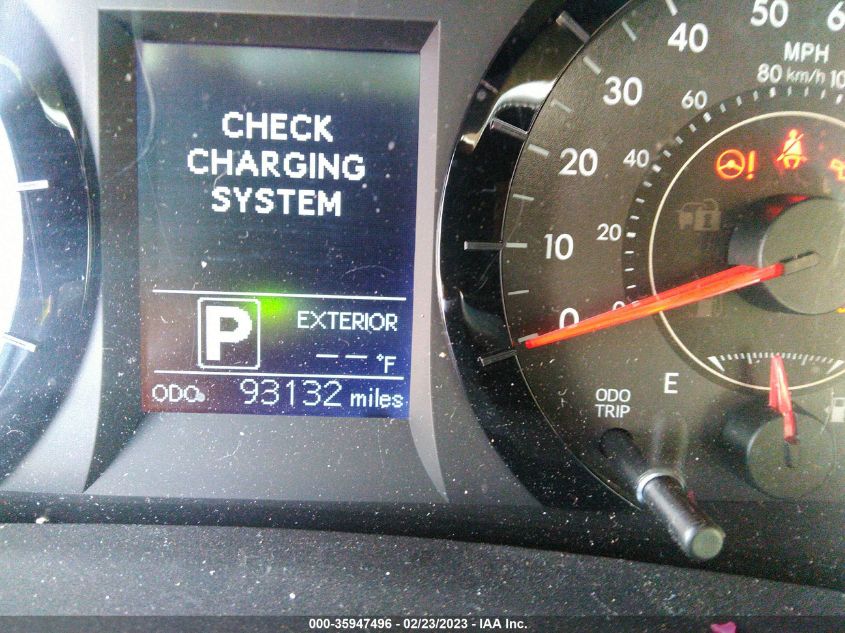 CHECK
CHARGING
SYSTEM
P
EXTERIOR
-- °F
ODO 93132 miles
50
40
30
20
10
0
MPH
80 km/h
60
40
20
0
E
ODO
TRIP
000-35947496 - 02/23/2023 - IAA Inc.